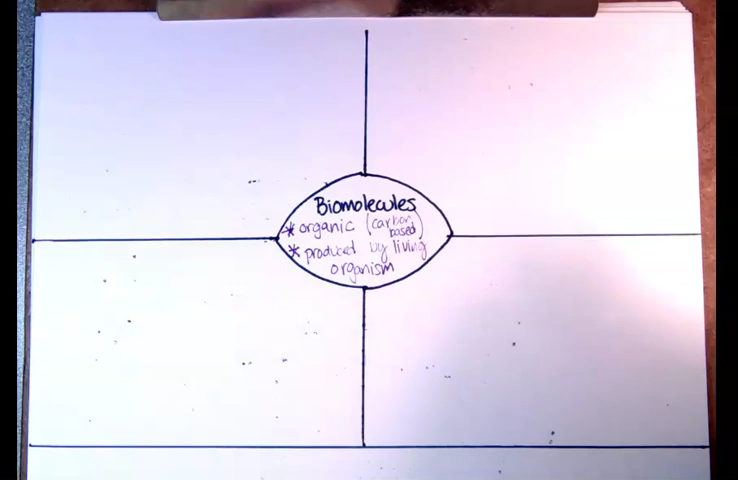 Biomolecules
* organic (carbon based)
* produced by living
organism